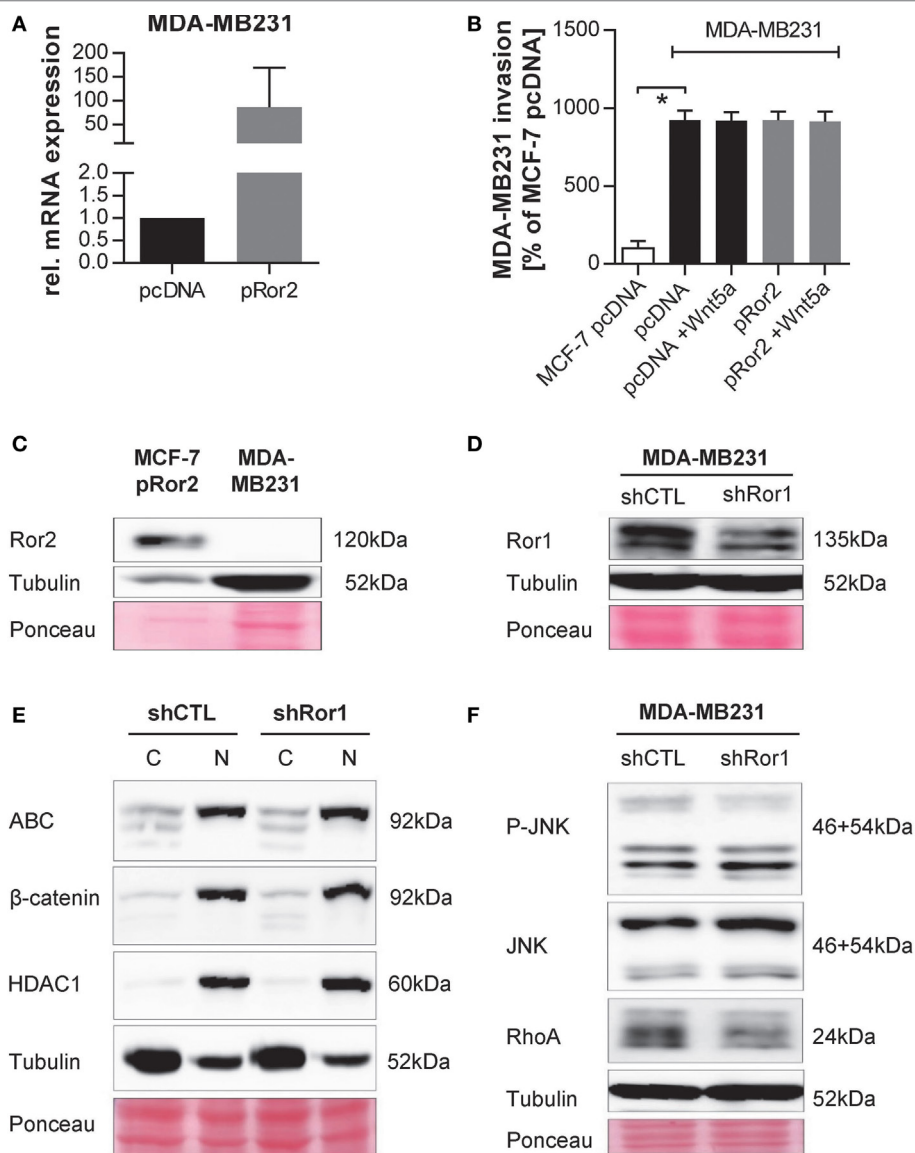 A
MDA-MB231
rel. mRNA expression
200
150
100
50
2.0
1.5
1.0
0.5
0.0
pcDNA
pRor2
B
MDA-MB231
MDA-MB231 invasion
[% of MCF-7 pcDNA]
1500
1000
500
0
*
MCF-7 pcDNA
pcDNA
pcDNA +Wnt5a
pRor2
pRor2 +Wnt5a
C
MCF-7
pRor2
MDA-
MB231
Ror2
120kDa
Tubulin
52kDa
Ponceau
D
MDA-MB231
shCTL
shRor1
Ror1
135kDa
Tubulin
52kDa
Ponceau
E
shCTL
shRor1
C
N
C
N
ABC
92kDa
β-catenin
92kDa
HDAC1
60kDa
Tubulin
52kDa
Ponceau
F
MDA-MB231
shCTL
shRor1
P-JNK
46+54kDa
JNK
46+54kDa
RhoA
24kDa
Tubulin
52kDa
Ponceau